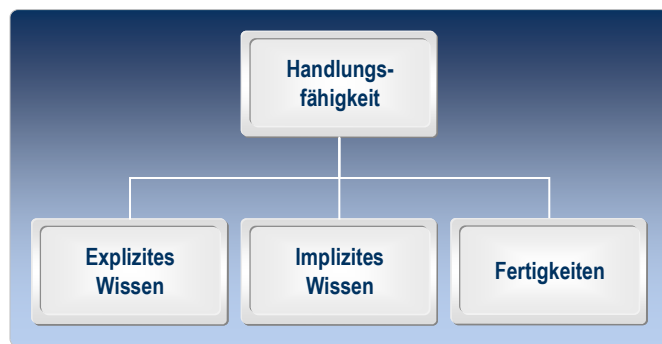 Handlungs-
fähigkeit
Explizites
Wissen
Implizites
Wissen
Fertigkeiten